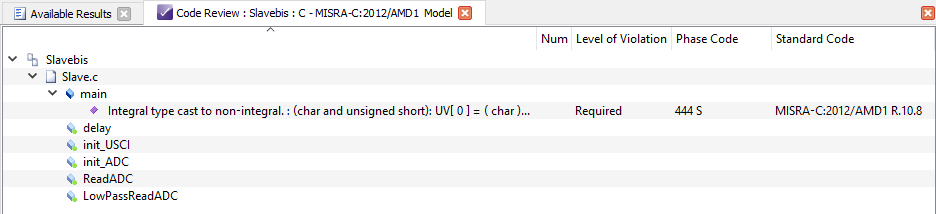 Available Results Code Review : Slavebis : C - MISRA-C:2012/AMD1 Model
Num Level of Violation Phase Code Standard Code
Slavebis
Slave.c
main
Integral type cast to non-integral. : (char and unsigned short): UV[ 0 ] = ( char )... Required 444 S MISRA-C:2012/AMD1 R.10.8
delay
init_USCI
init_ADC
ReadADC
LowPassReadADC